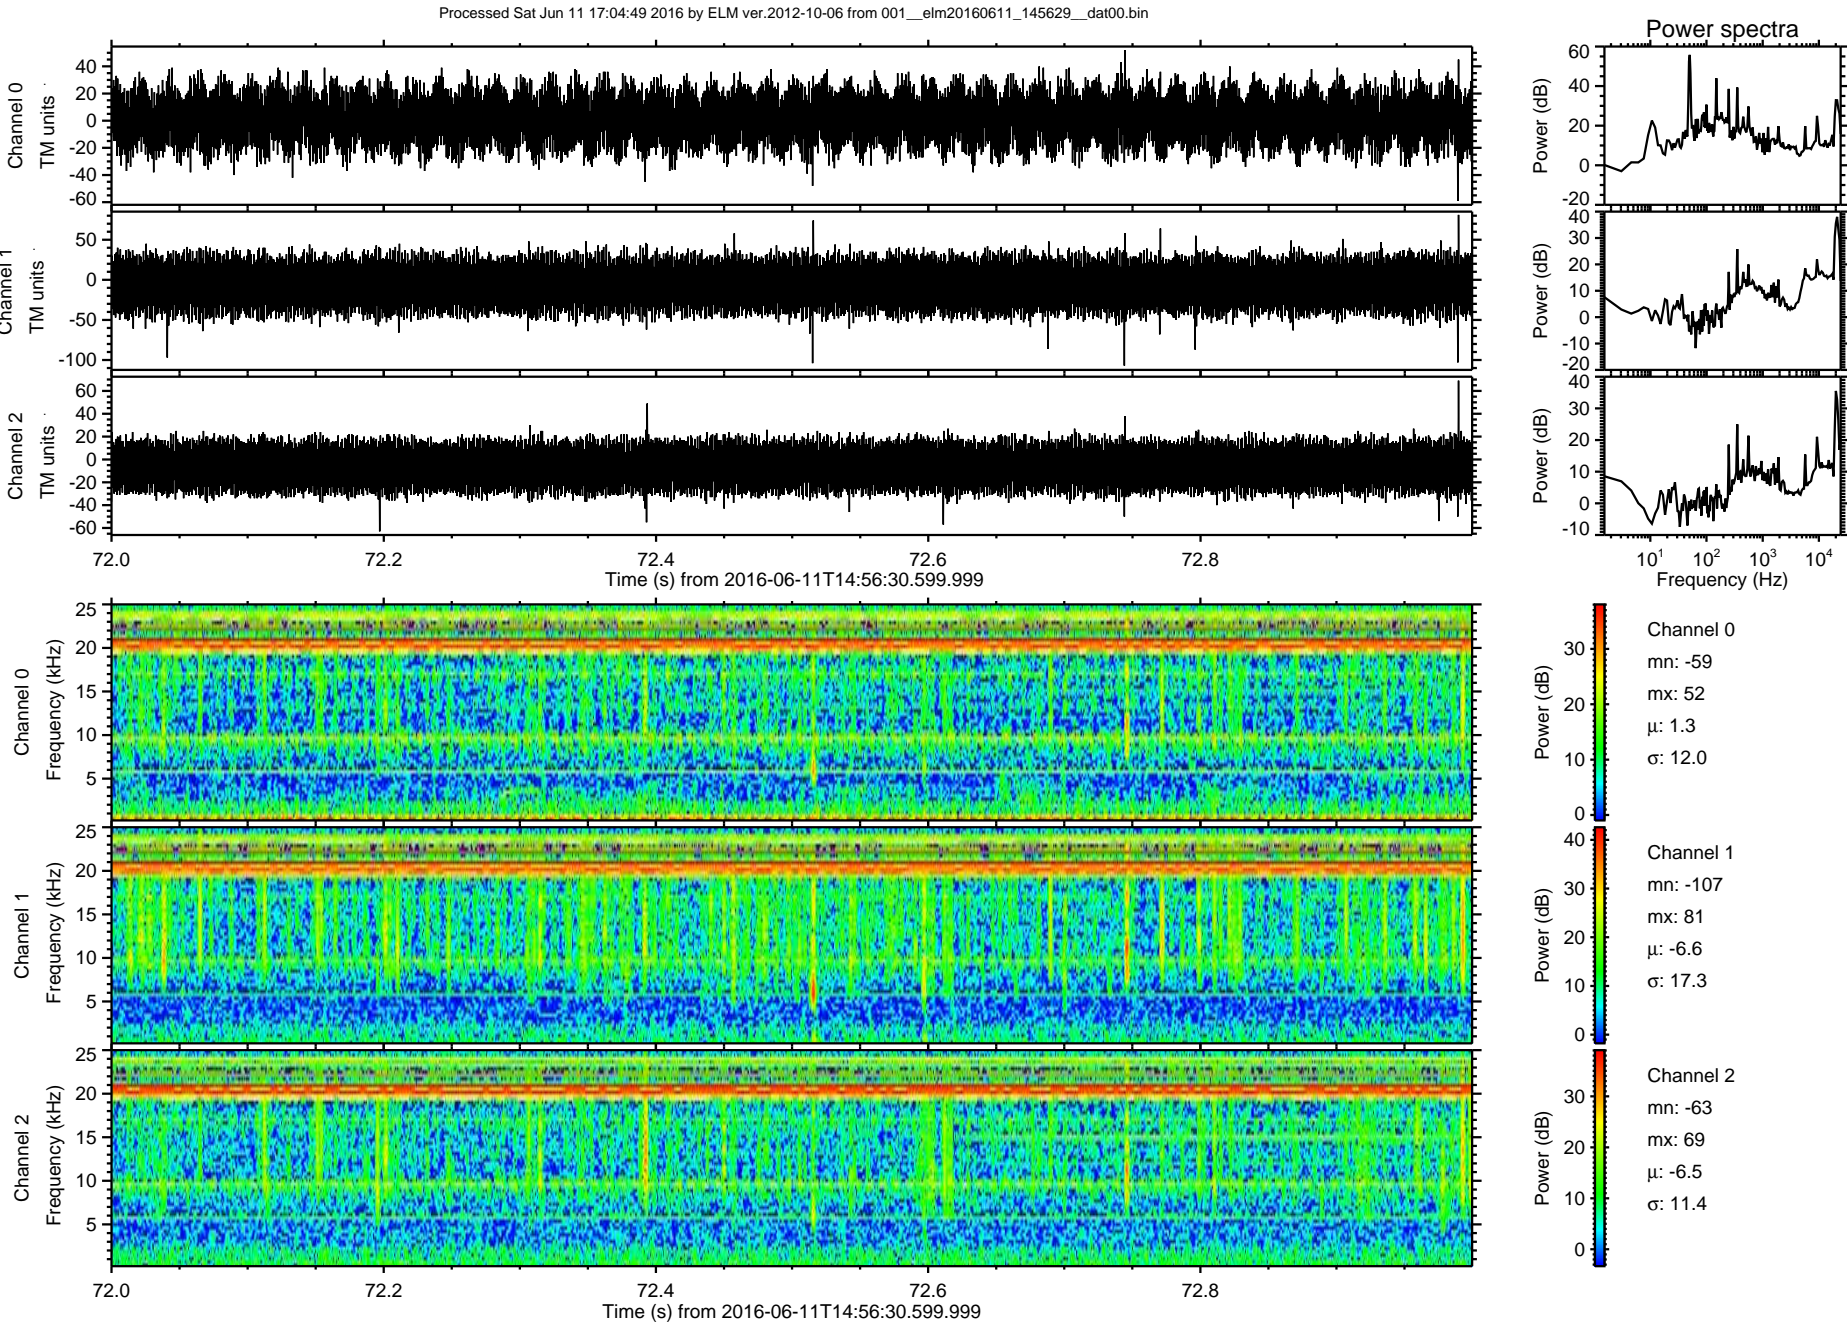 Processed Sat Jun 11 17:04:49 2016 by ELM ver.2012-10-06 from 001__elm20160611_145629__dat00.bin
Power spectra
Channel 0
TM units
40
20
0
-20
-40
-60
Power (dB)
60
40
20
0
-20
Channel 1
TM units
50
0
-50
-100
Power (dB)
40
30
20
10
0
-10
-20
Channel 2
TM units
60
40
20
0
-20
-40
-60
Power (dB)
40
30
20
10
0
-10
72.0 72.2 72.4 72.6 72.8
Time (s) from 2016-06-11T14:56:30.599.999
10¹ 10² 10³ 10⁴
Frequency (Hz)
Channel 0
Frequency (kHz)
25
20
15
10
5
Power (dB)
30
20
10
0
Channel 0
mn: -59
mx: 52
μ: 1.3
σ: 12.0
Channel 1
Frequency (kHz)
25
20
15
10
5
Power (dB)
40
30
20
10
0
Channel 1
mn: -107
mx: 81
μ: -6.6
σ: 17.3
Channel 2
Frequency (kHz)
25
20
15
10
5
Power (dB)
30
20
10
0
Channel 2
mn: -63
mx: 69
μ: -6.5
σ: 11.4
72.0 72.2 72.4 72.6 72.8
Time (s) from 2016-06-11T14:56:30.599.999